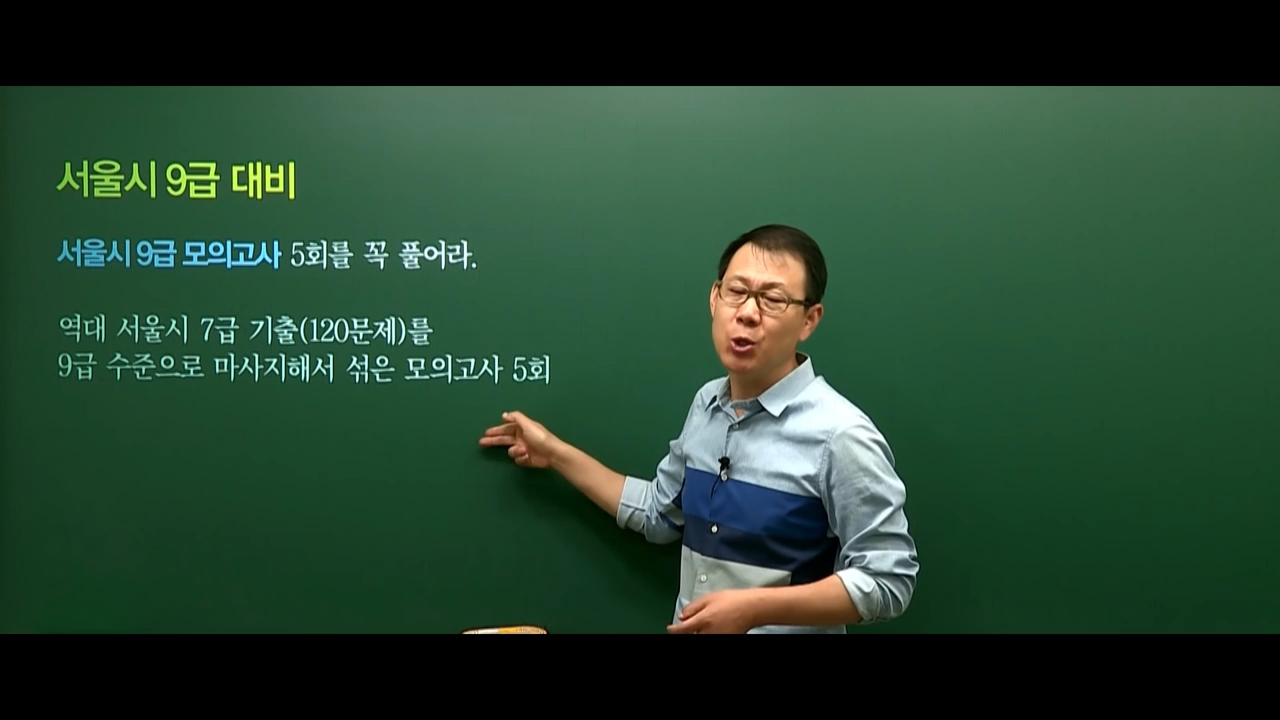 서울시 9급 대비
서울시 9급 모의고사 5회를 꼭 풀어라.
역대 서울시 7급 기출(120문제)를
9급 수준으로 마사지해서 섞은 모의고사 5회